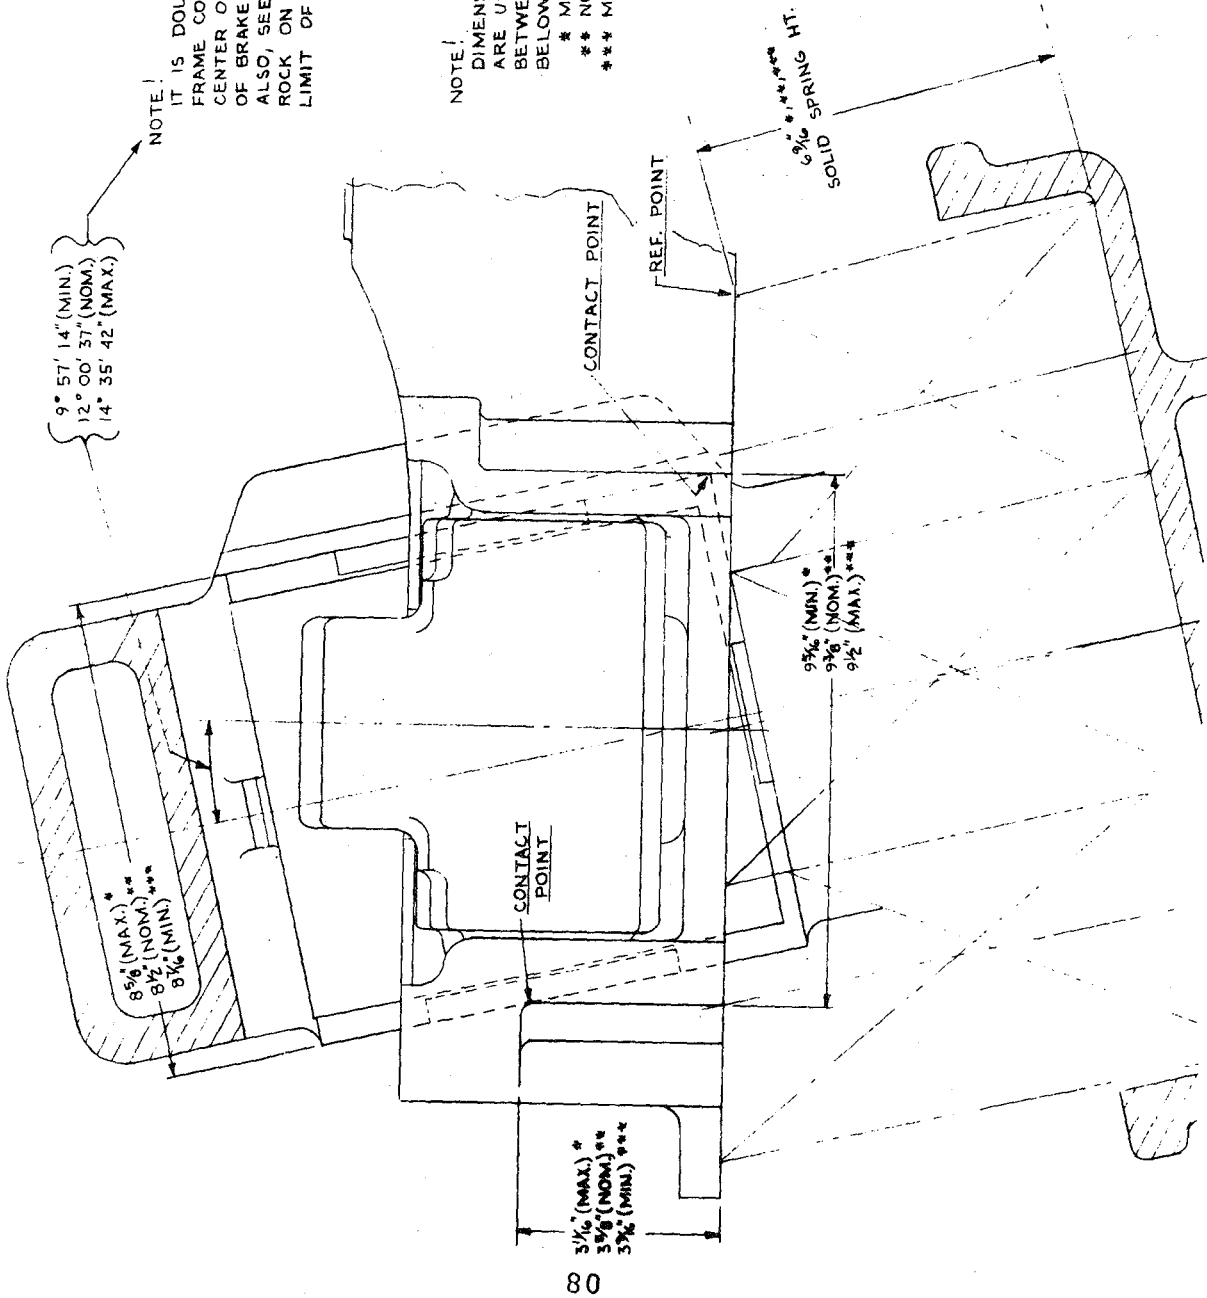 NOTE!
IT IS DOU
FRAME CO
CENTER O
OF BRAKE
ALSO, SEE
ROCK ON
LIMIT OF
NOTE!
DIMENS
ARE U
BETWE
BELOW
* M
** NO
*** M
9° 57' 14" (MIN.)
12° 00' 37" (NOM.)
14° 35' 42" (MAX.)
6 9/16" *,**,***
SOLID SPRING HT.
REF. POINT
CONTACT POINT
9 5/16" (MIN.) *
9 3/8" (NOM.) **
9 1/2" (MAX.) ***
8 5/8" (MAX.) *
8 1/2" (NOM.) **
8 7/16" (MIN.) ***
CONTACT
POINT
(MAX.) *
3 5/8" (NOM.) **
3 9/16" (MIN.) ***
80